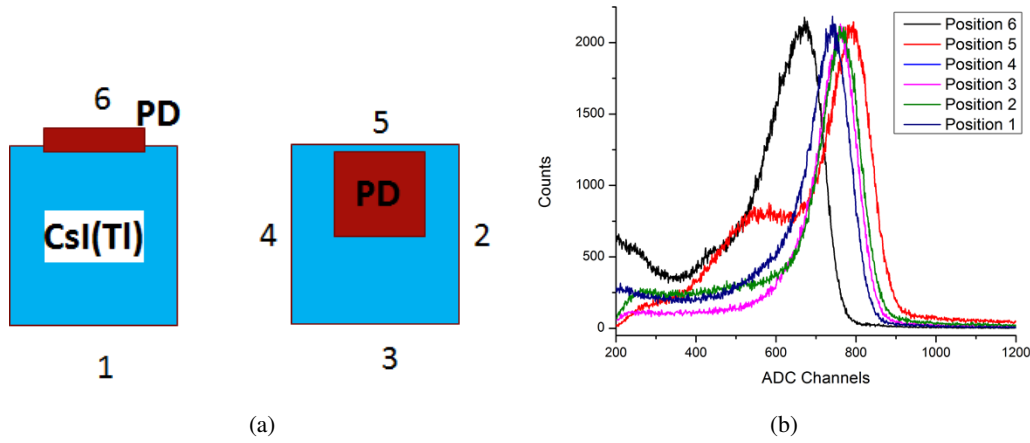 6
PD
CsI(Tl)
1
5
PD
4
2
3
(a)
Counts
2000
1500
1000
500
0
200
400
600
800
1000
1200
ADC Channels
Position 6
Position 5
Position 4
Position 3
Position 2
Position 1
(b)